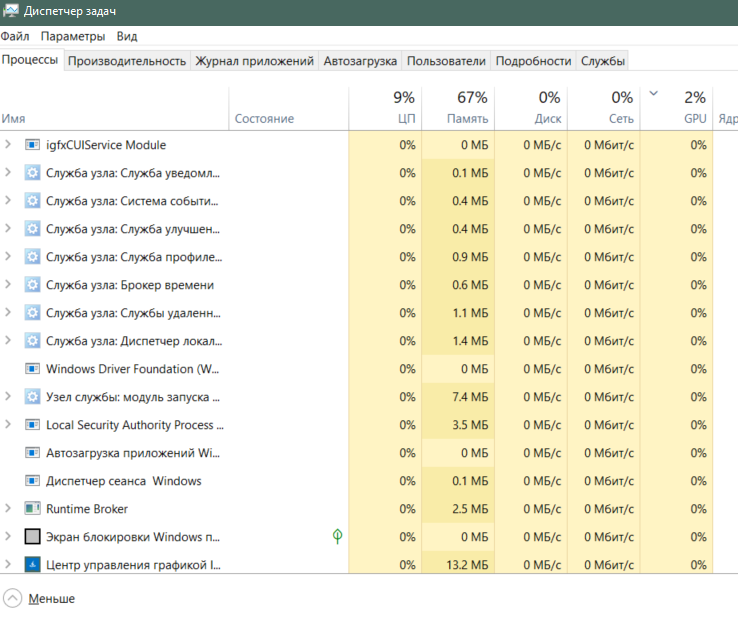 Диспетчер задач
Файл Параметры Вид
Процессы Производительность Журнал приложений Автозагрузка Пользователи Подробности Службы
9% 67% 0% 0% 2%
Имя Состояние ЦП Память Диск Сеть GPU Ядр
igfxCUIService Module 0% 0 МБ 0 МБ/с 0 Мбит/с 0%
Служба узла: Служба уведомл... 0% 0.1 МБ 0 МБ/с 0 Мбит/с 0%
Служба узла: Система событи... 0% 0.4 МБ 0 МБ/с 0 Мбит/с 0%
Служба узла: Служба улучшен... 0% 0.4 МБ 0 МБ/с 0 Мбит/с 0%
Служба узла: Служба профиле... 0% 0.9 МБ 0 МБ/с 0 Мбит/с 0%
Служба узла: Брокер времени 0% 0.6 МБ 0 МБ/с 0 Мбит/с 0%
Служба узла: Службы удаленн... 0% 1.1 МБ 0 МБ/с 0 Мбит/с 0%
Служба узла: Диспетчер локал... 0% 1.4 МБ 0 МБ/с 0 Мбит/с 0%
Windows Driver Foundation (W... 0% 0 МБ 0 МБ/с 0 Мбит/с 0%
Узел службы: модуль запуска ... 0% 7.4 МБ 0 МБ/с 0 Мбит/с 0%
Local Security Authority Process ... 0% 3.5 МБ 0 МБ/с 0 Мбит/с 0%
Автозагрузка приложений Wi... 0% 0 МБ 0 МБ/с 0 Мбит/с 0%
Диспетчер сеанса Windows 0% 0.1 МБ 0 МБ/с 0 Мбит/с 0%
Runtime Broker 0% 2.5 МБ 0 МБ/с 0 Мбит/с 0%
Экран блокировки Windows п... 0% 0 МБ 0 МБ/с 0 Мбит/с 0%
Центр управления графикой I... 0% 13.2 МБ 0 МБ/с 0 Мбит/с 0%
Меньше